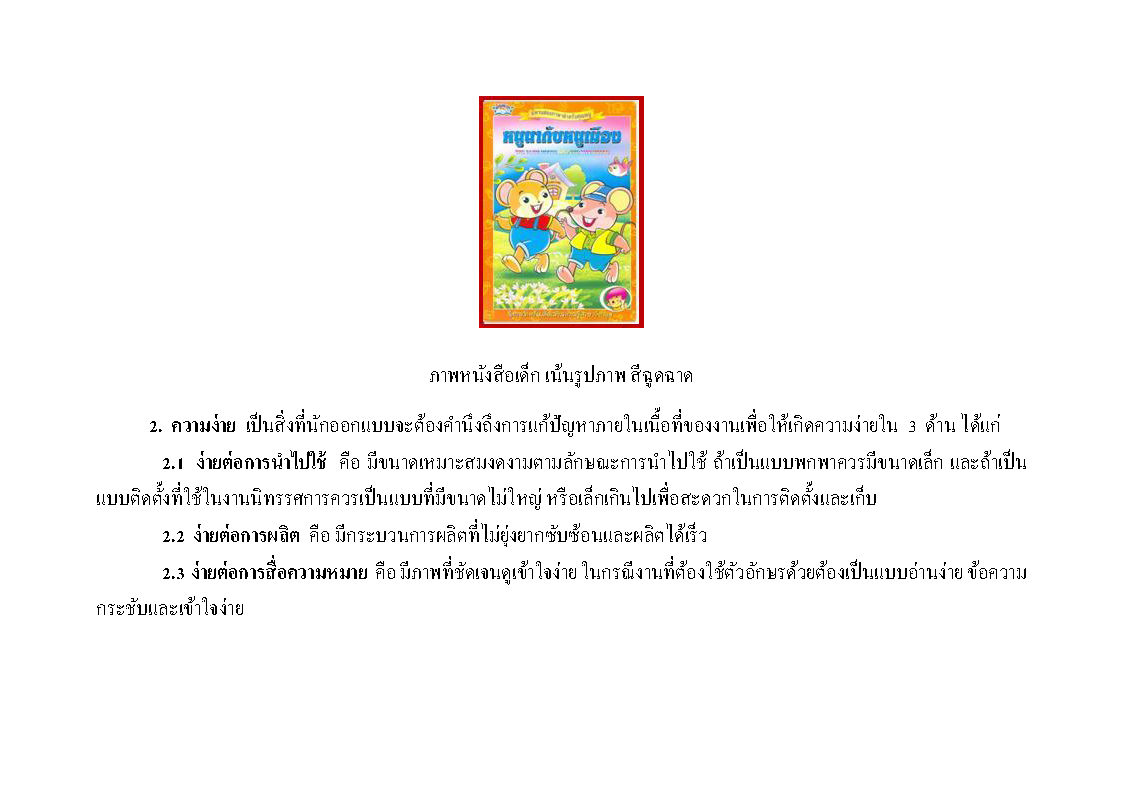 หนูนากับหนูเมือง
ภาพหนังสือเด็ก เน้นรูปภาพ สีฉูดฉาด
2. ความง่าย เป็นสิ่งที่นักออกแบบจะต้องคำนึงถึงการแก้ปัญหาภายในเนื้อที่ของงานเพื่อให้เกิดความง่ายใน 3 ด้าน ได้แก่
2.1 ง่ายต่อการนำไปใช้ คือ มีขนาดเหมาะสมงดงามตามลักษณะการนำไปใช้ ถ้าเป็นแบบพกพาควรมีขนาดเล็ก และถ้าเป็น
แบบติดตั้งที่ใช้ในงานนิทรรศการควรเป็นแบบที่มีขนาดไม่ใหญ่ หรือเล็กเกินไปเพื่อสะดวกในการติดตั้งและเก็บ
2.2 ง่ายต่อการผลิต คือ มีกระบวนการผลิตที่ไม่ยุ่งยากซับซ้อนและผลิตได้เร็ว
2.3 ง่ายต่อการสื่อความหมาย คือ มีภาพที่ชัดเจนดูเข้าใจง่าย ในกรณีงานที่ต้องใช้ตัวอักษรด้วยต้องเป็นแบบอ่านง่าย ข้อความ
กระชับและเข้าใจง่าย